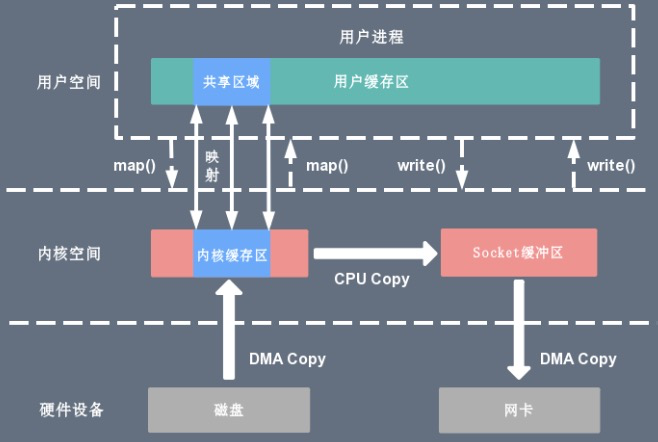 用户进程
用户空间
共享区域
用户缓存区
map()
映射
map()
write()
write()
内核空间
内核缓存区
Socket缓冲区
CPU Copy
DMA Copy
DMA Copy
硬件设备
磁盘
网卡